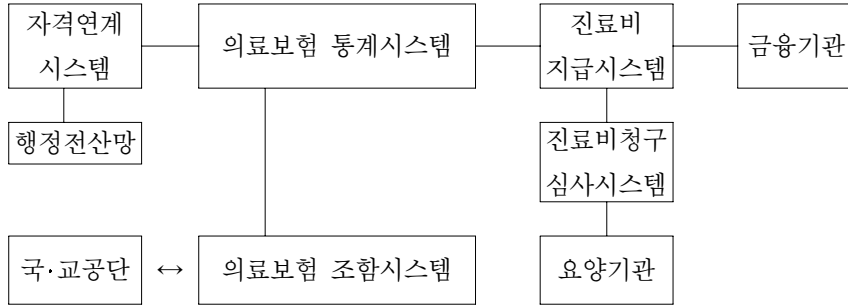 자격연계
시스템
의료보험 통계시스템
진료비
지급시스템
금융기관
행정전산망
진료비청구
심사시스템
국·교공단 ↔ 의료보험 조합시스템
요양기관